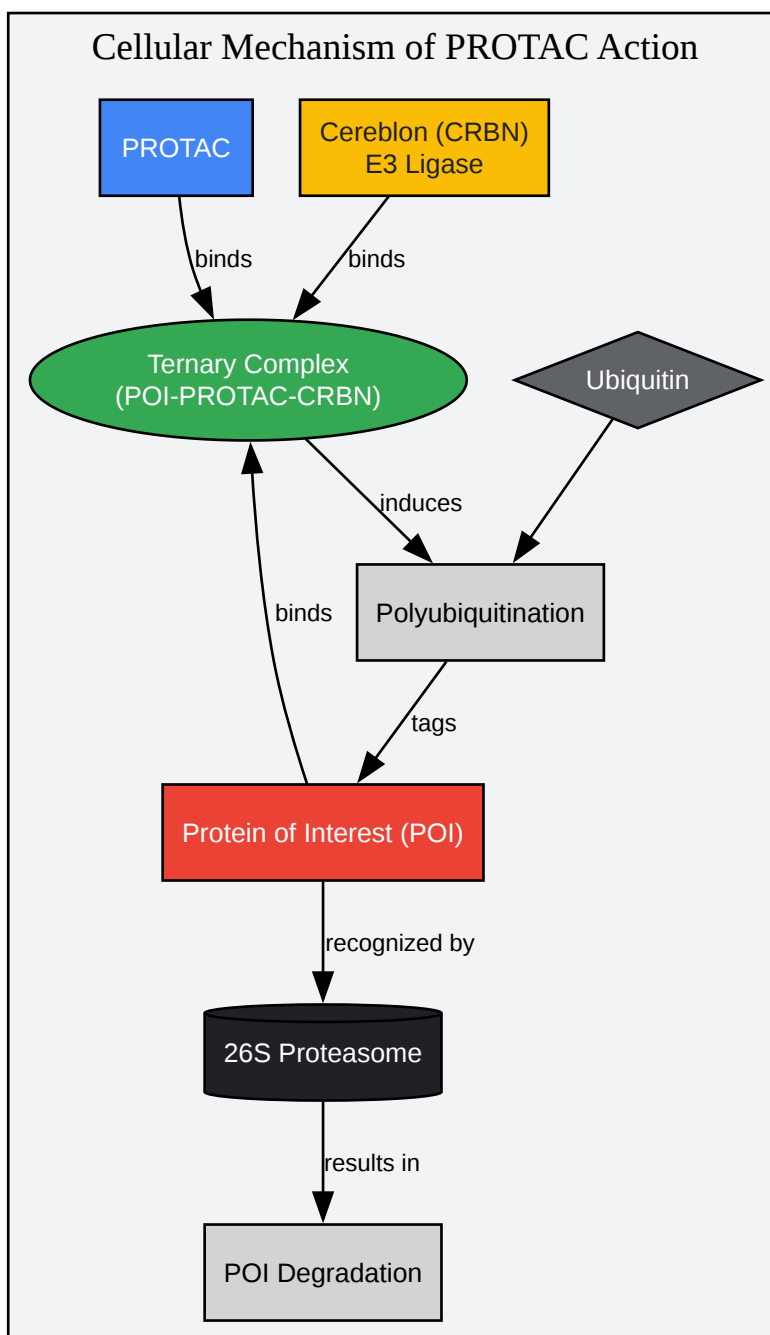 Cellular Mechanism of PROTAC Action
PROTAC
Cereblon (CRBN)
E3 Ligase
binds
binds
Ternary Complex
(POI-PROTAC-CRBN)
Ubiquitin
induces
binds
Polyubiquitination
tags
Protein of Interest (POI)
recognized by
26S Proteasome
results in
POI Degradation